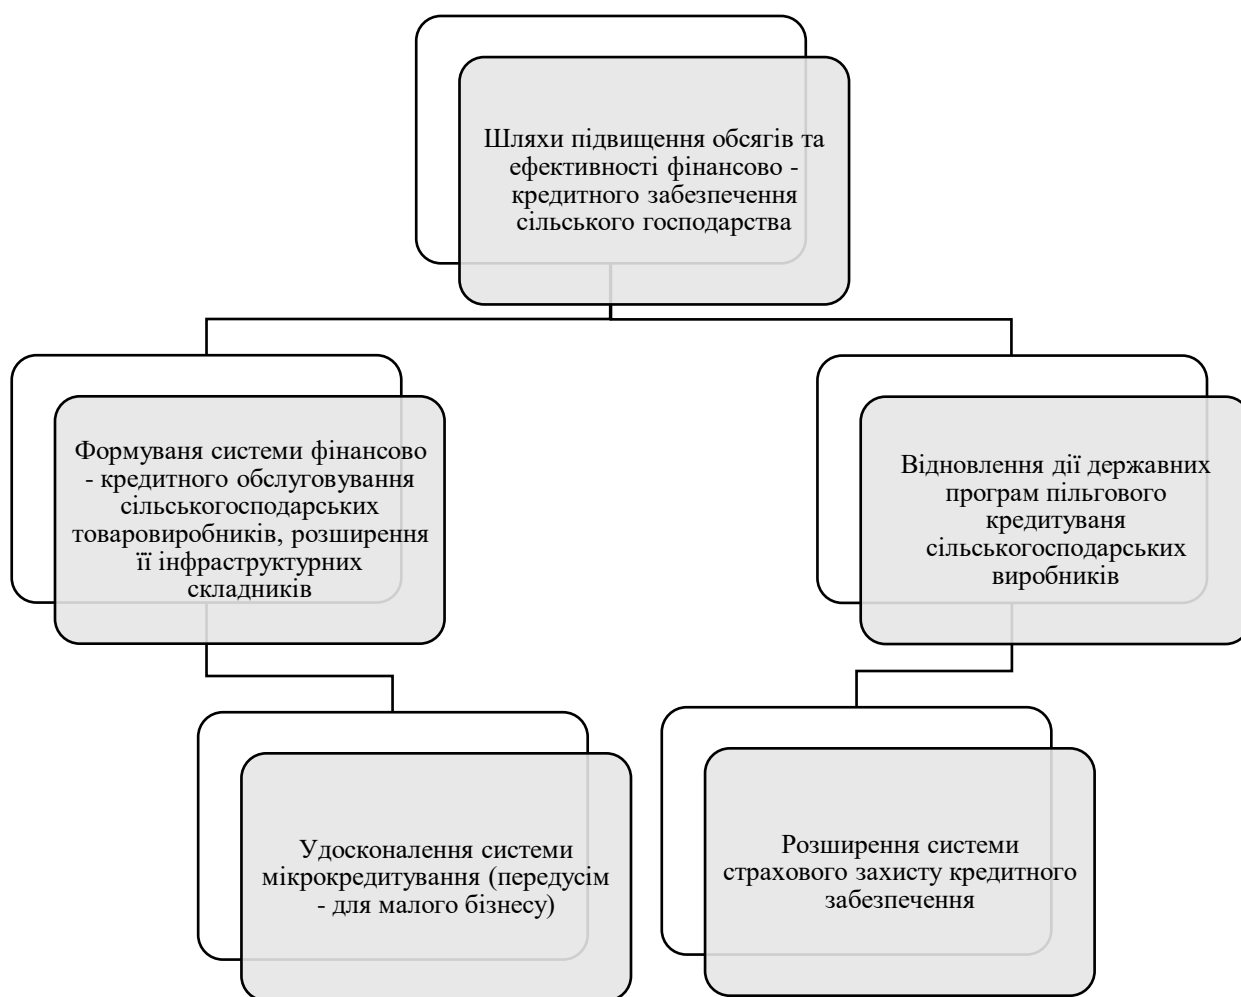 Шляхи підвищення обсягів та
ефективності фінансово -
кредитного забезпечення
сільського господарства
Формуваня системи фінансово
- кредитного обслуговування
сільськогосподарських
товаровиробників, розширення
її інфраструктурних
складників
Відновлення дії державних
програм пільгового
кредитуваня
сільськогосподарських
виробників
Удосконалення системи
мікрокредитування (передусім
- для малого бізнесу)
Розширення системи
страхового захисту кредитного
забезпечення